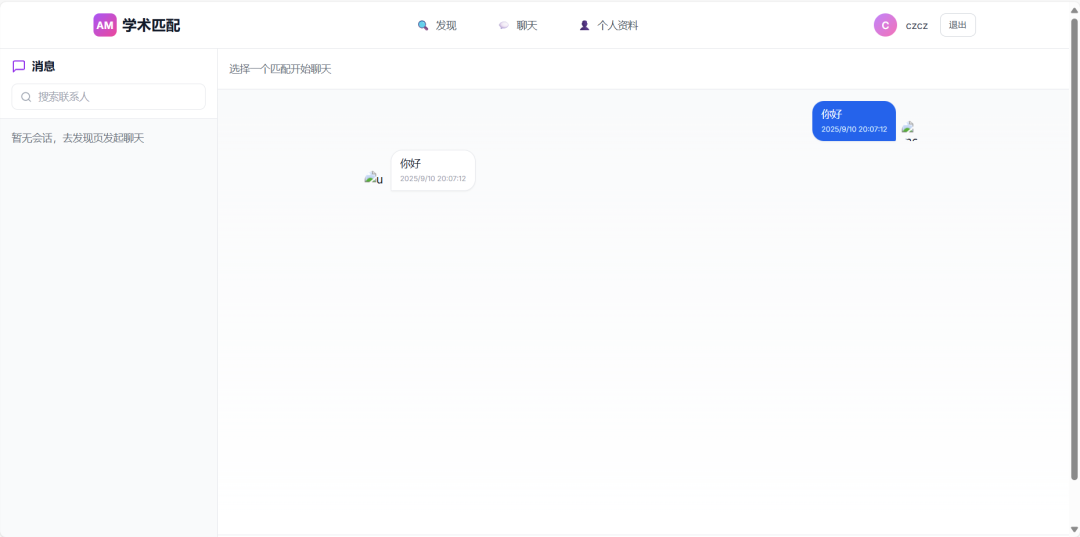 AM 学术匹配
发现
聊天
个人资料
C czcz 退出
消息
搜索联系人
暂无会话，去发现页发起聊天
选择一个匹配开始聊天
你好
2025/9/10 20:07:12
你好
2025/9/10 20:07:12
u